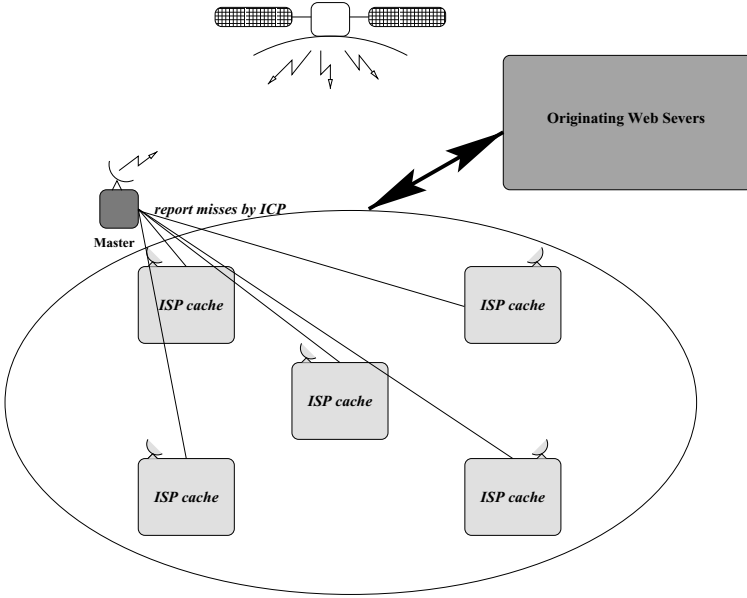 Originating Web Severs
report misses by ICP
Master
ISP cache
ISP cache
ISP cache
ISP cache
ISP cache